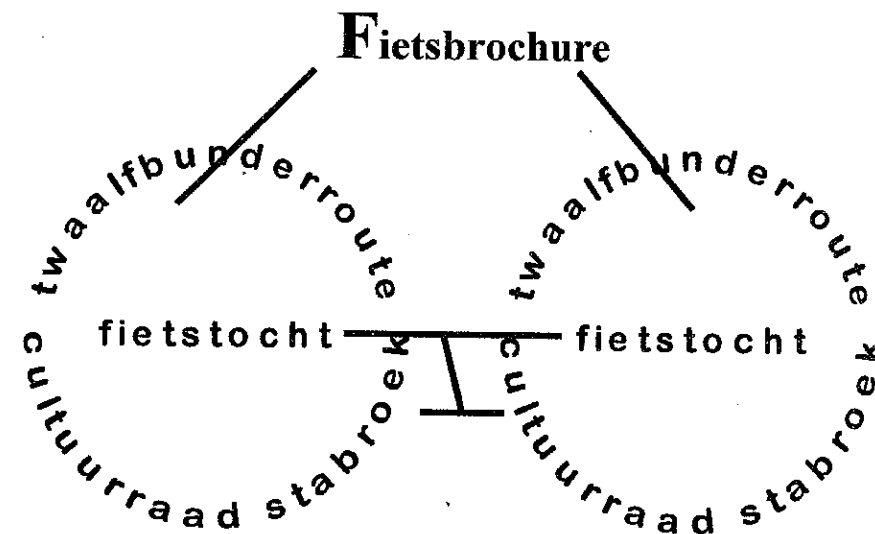 Fietsbrochure
twaalfbunderroute
fietstocht
cultuurraad stabroek
twaalfbunderroute
fietstocht
cultuurraad stabroek